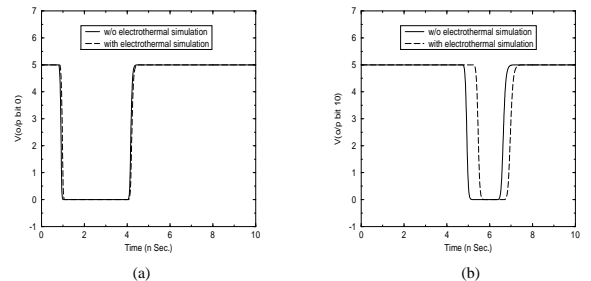 7
6
5
4
3
2
1
0
-1
V(o/p bit 0)
w/o electrothermal simulation
with electrothermal simulation
0 2 4 6 8 10
Time (n Sec.)
(a)
7
6
5
4
3
2
1
0
-1
V(o/p bit 10)
w/o electrothermal simulation
with electrothermal simulation
0 2 4 6 8 10
Time (n Sec.)
(b)